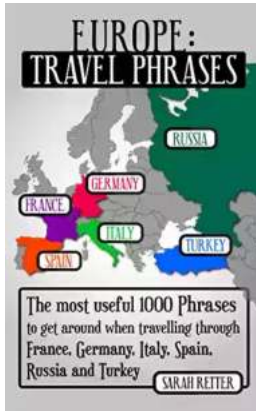 EUROPE:
TRAVEL PHRASES
RUSSIA
GERMANY
FRANCE
ITALY
TURKEY
SPAIN
The most useful 1000 Phrases
to get around when travelling through
France, Germany, Italy, Spain,
Russia and Turkey
SARAH RETTER